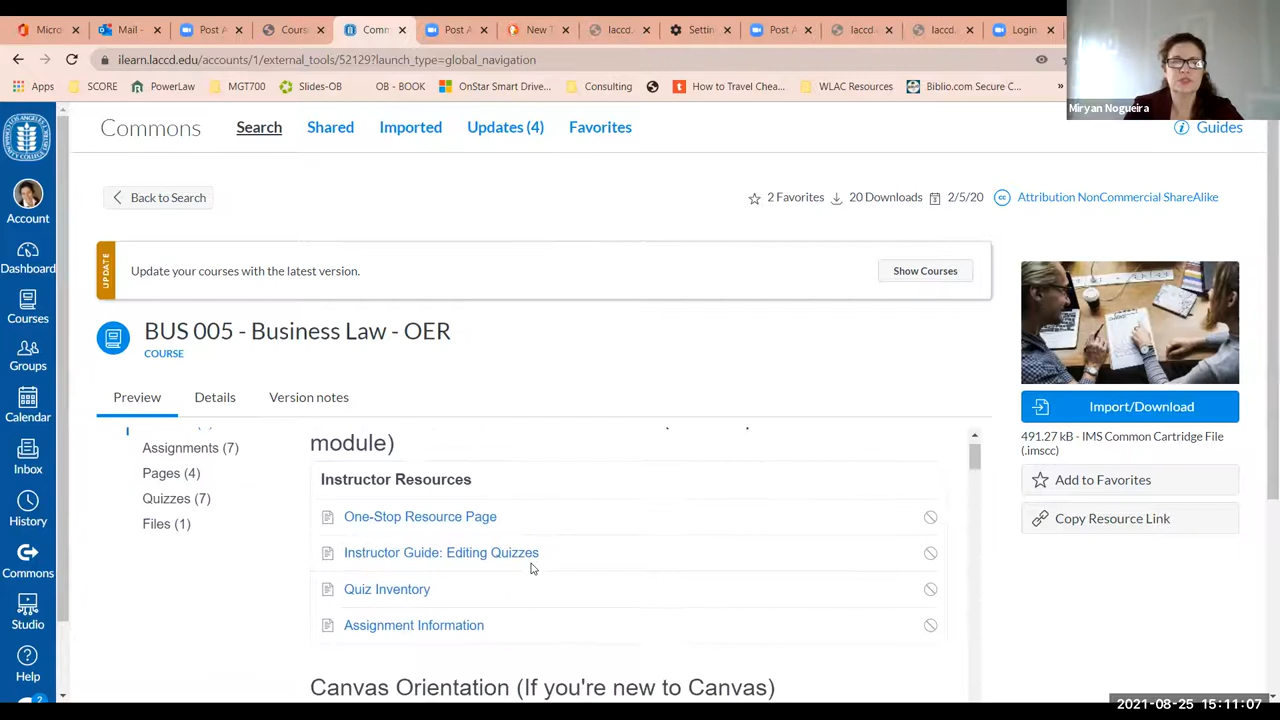 Micro
Mail -
Post A
Cours
Comm
Post A
New T
laccd.
Settin
Post A
laccd.
laccd.
Login
ilearn.laccd.edu/accounts/1/external_tools/52129?launch_type=global_navigation
Apps
SCORE
PowerLaw
MGT700
Slides-OB
OB - BOOK
OnStar Smart Drive...
Consulting
How to Travel Chea...
WLAC Resources
Biblio.com Secure C...
»
Miryan Nogueira
Commons
Search
Shared
Imported
Updates (4)
Favorites
Guides
Account
Dashboard
Courses
Groups
Calendar
Inbox
History
Commons
Studio
Help
2
Back to Search
2 Favorites
20 Downloads
2/5/20
Attribution NonCommercial ShareAlike
UPDATE
Update your courses with the latest version.
Show Courses
BUS 005 - Business Law - OER
COURSE
Preview
Details
Version notes
Assignments (7)
Pages (4)
Quizzes (7)
Files (1)
module)
Instructor Resources
One-Stop Resource Page
Instructor Guide: Editing Quizzes
Quiz Inventory
Assignment Information
Canvas Orientation (If you're new to Canvas)
Import/Download
491.27 kB - IMS Common Cartridge File
(.imscc)
Add to Favorites
Copy Resource Link
2021-08-25 15:11:07